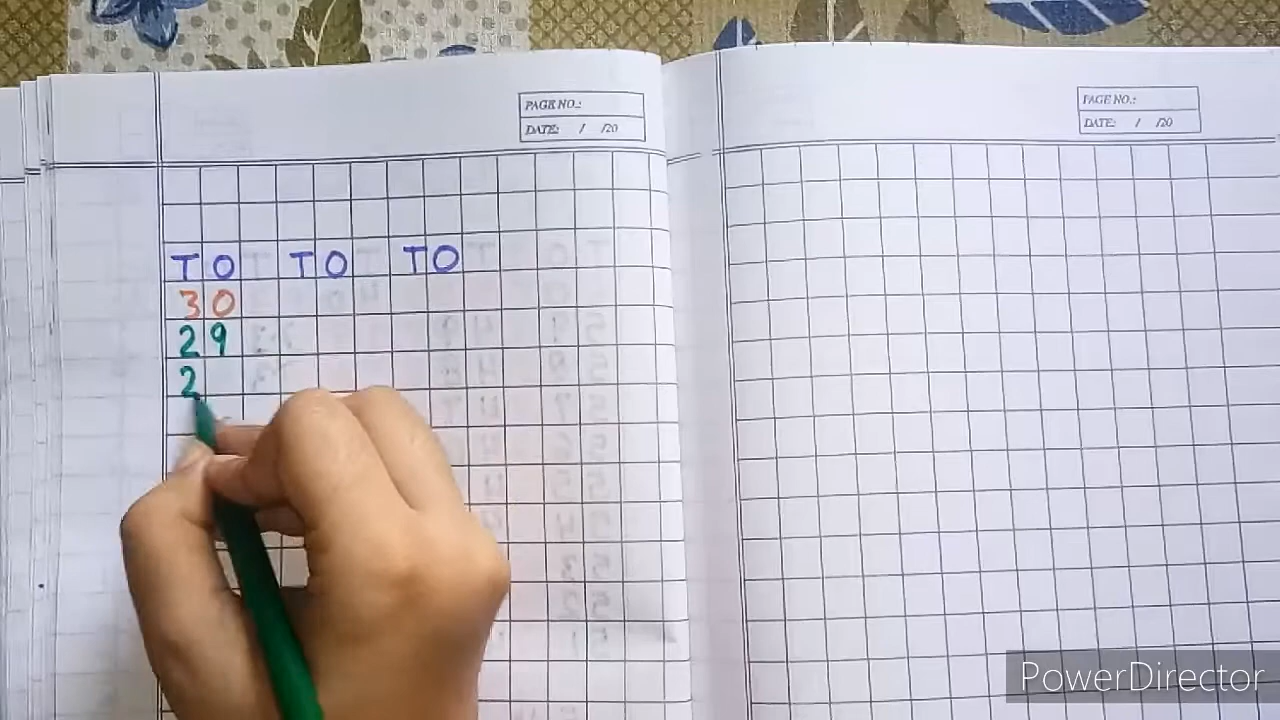 PAGE NO.:
DATE: / /20
PAGE NO.:
DATE: / /20
T O T O T O
3 0
2 9
2
PowerDirector